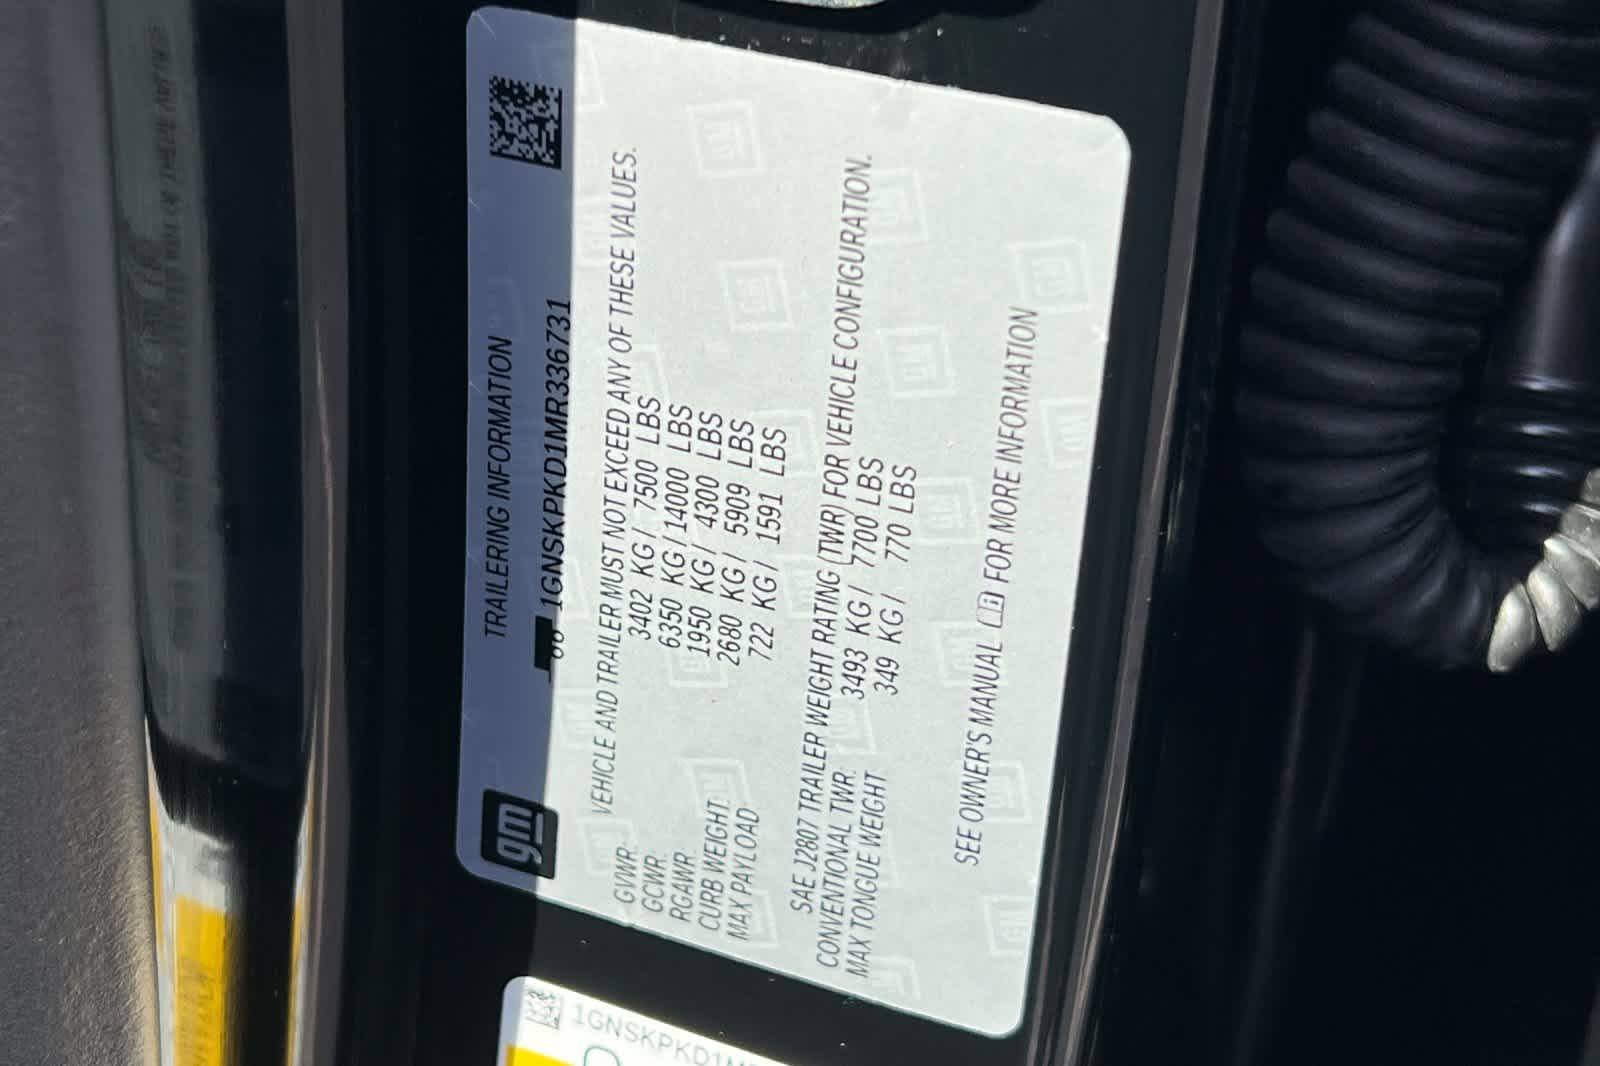 gm
TRAILERING INFORMATION
1GNSKPKD1MR336731
VEHICLE AND TRAILER MUST NOT EXCEED ANY OF THESE VALUES.
GVWR: 3402 KG / 7500 LBS
GCWR: 6350 KG / 14000 LBS
RGAWR: 1950 KG / 4300 LBS
CURB WEIGHT: 2680 KG / 5909 LBS
MAX PAYLOAD 722 KG / 1591 LBS
SAE J2807 TRAILER WEIGHT RATING (TWR) FOR VEHICLE CONFIGURATION.
CONVENTIONAL TWR: 3493 KG / 7700 LBS
MAX TONGUE WEIGHT 349 KG / 770 LBS
SEE OWNER'S MANUAL FOR MORE INFORMATION